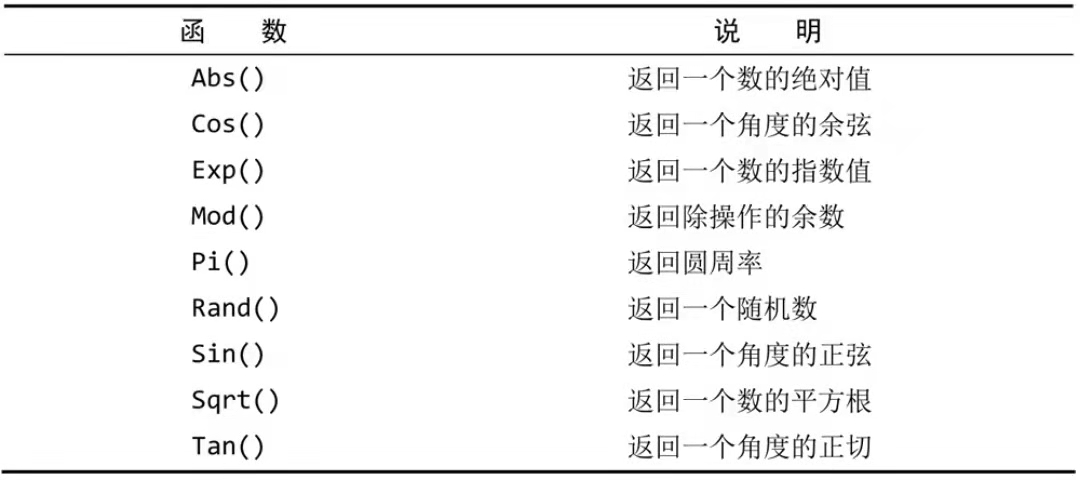 函 数 说 明
Abs() 返回一个数的绝对值
Cos() 返回一个角度的余弦
Exp() 返回一个数的指数值
Mod() 返回除操作的余数
Pi() 返回圆周率
Rand() 返回一个随机数
Sin() 返回一个角度的正弦
Sqrt() 返回一个数的平方根
Tan() 返回一个角度的正切